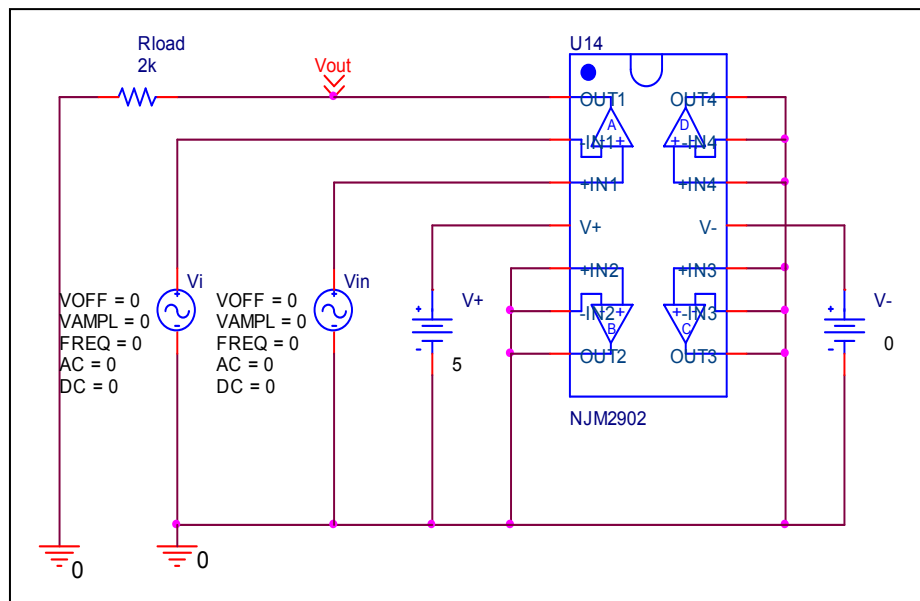 Rload
2k
Vout
U14
OUT1
OUT4
A
D
-IN1
+
+
-IN4
+IN1
+IN4
V+
V-
+IN2
+IN3
-IN2
+
+
-IN3
B
C
OUT2
OUT3
NJM2902
Vi
VOFF = 0
VAMPL = 0
FREQ = 0
AC = 0
DC = 0
+
-
Vin
VOFF = 0
VAMPL = 0
FREQ = 0
AC = 0
DC = 0
+
-
V+
+
-
5
V-
+
-
0
0
0